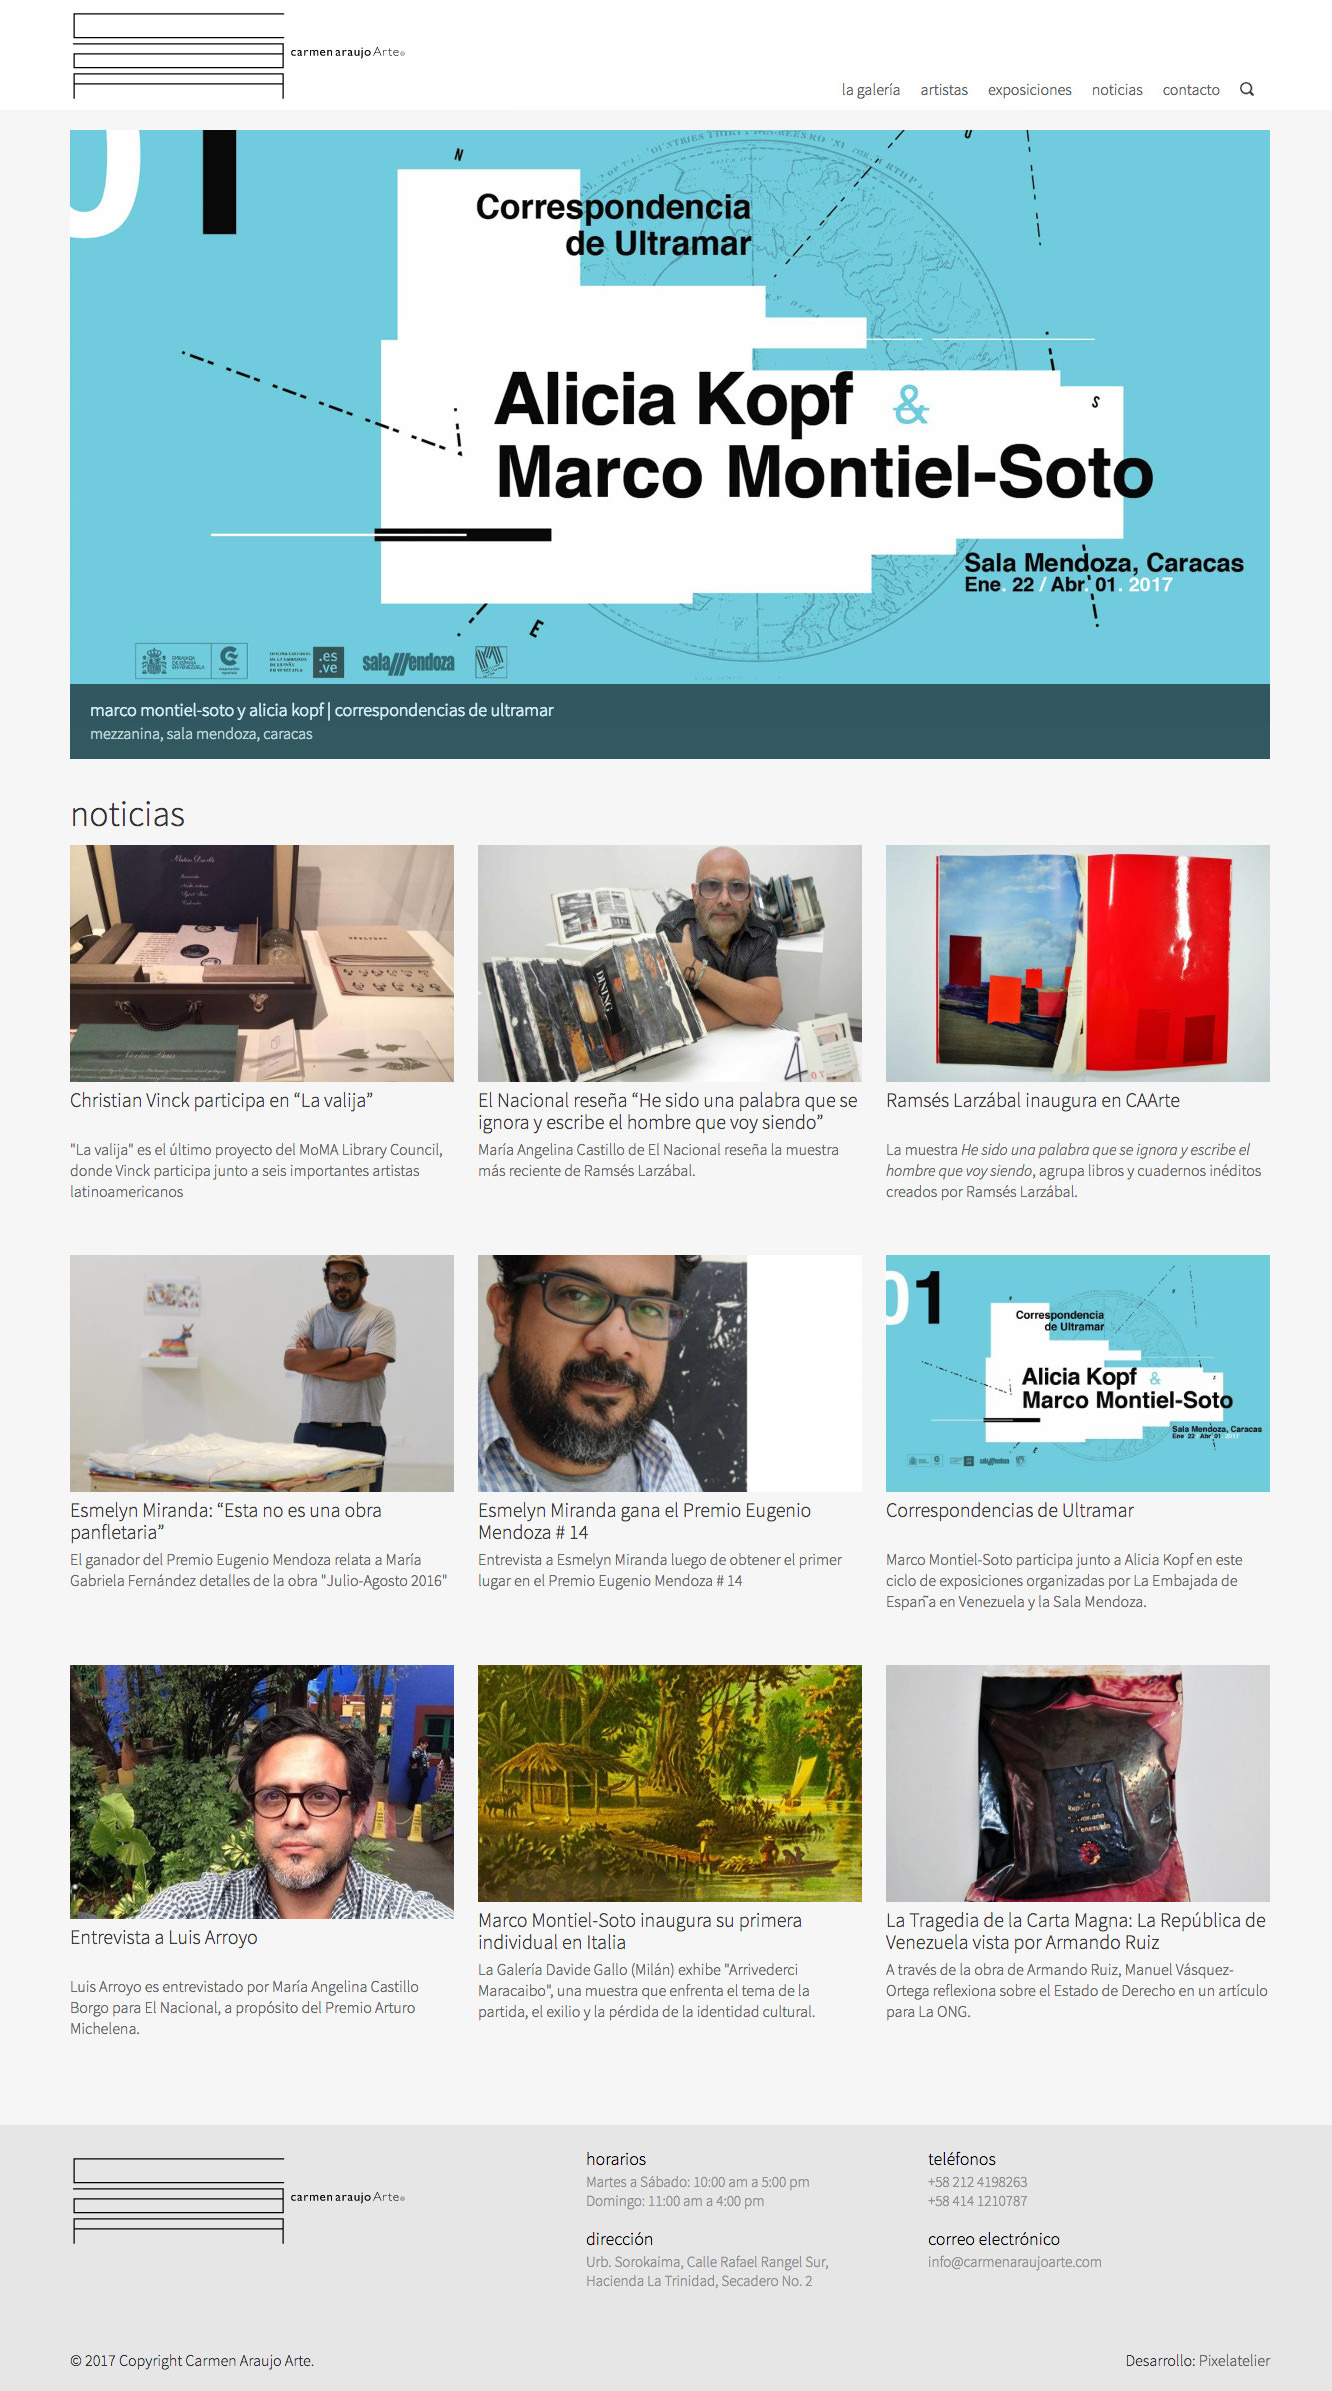 carmen araujo Arte®
la galería artistas exposiciones noticias contacto
01
N
Correspondencia
de Ultramar
Alicia Kopf &
S
Marco Montiel-Soto
Sala Mendoza, Caracas
Ene. 22 / Abr. 01. 2017
E
EMBAJADA
DE ESPAÑA
EN VENEZUELA
cooperación
española
.es
.ve
sala///endoza
marco montiel-soto y alicia kopf | correspondencias de ultramar
mezzanina, sala mendoza, caracas
noticias
DINING
Christian Vinck participa en “La valija”
"La valija" es el último proyecto del MoMA Library Council,
donde Vinck participa junto a seis importantes artistas
latinoamericanos
El Nacional reseña “He sido una palabra que se
ignora y escribe el hombre que voy siendo”
María Angelina Castillo de El Nacional reseña la muestra
más reciente de Ramsés Larzábal.
Ramsés Larzábal inaugura en CAArte
La muestra He sido una palabra que se ignora y escribe el
hombre que voy siendo, agrupa libros y cuadernos inéditos
creados por Ramsés Larzábal.
01
Correspondencia
de Ultramar
Alicia Kopf &
Marco Montiel-Soto
Sala Mendoza, Caracas
Ene 22 / Abr 01 2017
sala///endoza
Esmelyn Miranda: “Esta no es una obra
panfletaria”
El ganador del Premio Eugenio Mendoza relata a María
Gabriela Fernández detalles de la obra "Julio-Agosto 2016"
Esmelyn Miranda gana el Premio Eugenio
Mendoza # 14
Entrevista a Esmelyn Miranda luego de obtener el primer
lugar en el Premio Eugenio Mendoza # 14
Correspondencias de Ultramar
Marco Montiel-Soto participa junto a Alicia Kopf en este
ciclo de exposiciones organizadas por La Embajada de
España en Venezuela y la Sala Mendoza.
Entrevista a Luis Arroyo
Luis Arroyo es entrevistado por María Angelina Castillo
Borgo para El Nacional, a propósito del Premio Arturo
Michelena.
Marco Montiel-Soto inaugura su primera
individual en Italia
La Galería Davide Gallo (Milán) exhibe "Arrivederci
Maracaibo", una muestra que enfrenta el tema de la
partida, el exilio y la pérdida de la identidad cultural.
La Tragedia de la Carta Magna: La República de
Venezuela vista por Armando Ruiz
A través de la obra de Armando Ruiz, Manuel Vásquez-
Ortega reflexiona sobre el Estado de Derecho en un artículo
para La ONG.
carmen araujo Arte®
horarios
Martes a Sábado: 10:00 am a 5:00 pm
Domingo: 11:00 am a 4:00 pm
dirección
Urb. Sorokaima, Calle Rafael Rangel Sur,
Hacienda La Trinidad, Secadero No. 2
teléfonos
+58 212 4198263
+58 414 1210787
correo electrónico
info@carmenaraujoarte.com
© 2017 Copyright Carmen Araujo Arte.
Desarrollo: Pixelatelier